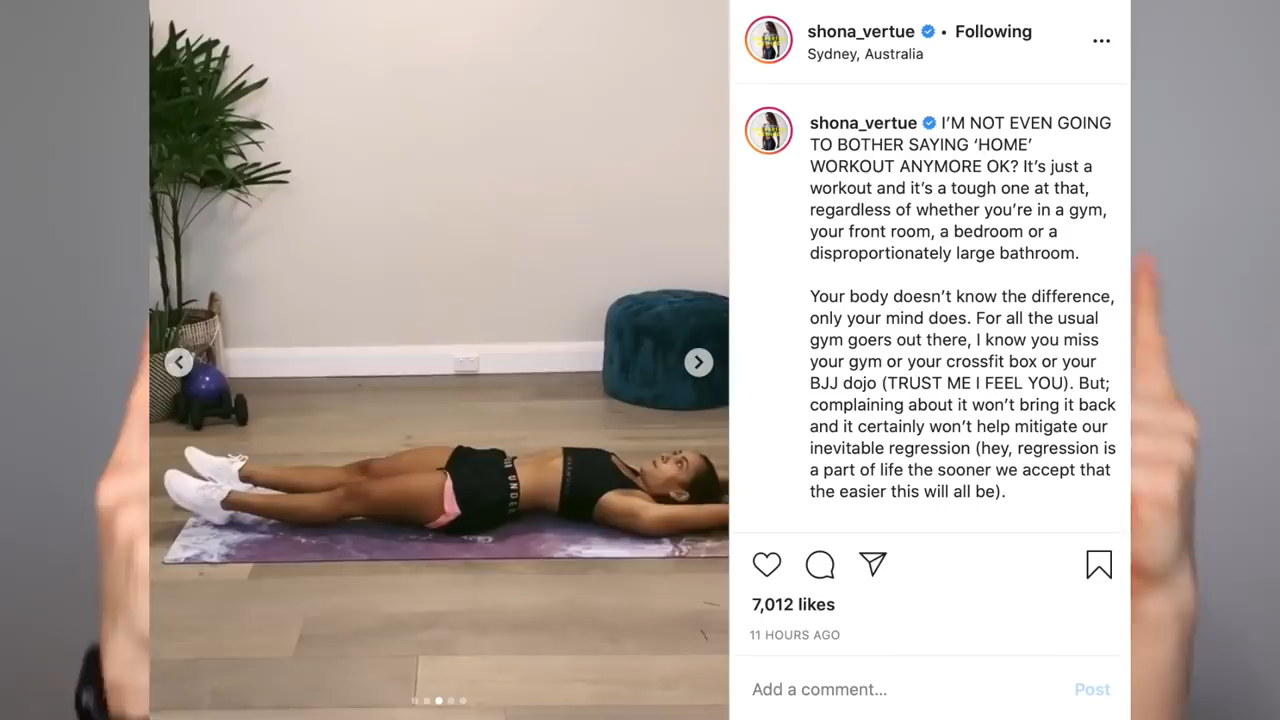 shona_vertue • Following
Sydney, Australia
shona_vertue I’M NOT EVEN GOING
TO BOTHER SAYING ‘HOME’
WORKOUT ANYMORE OK? It’s just a
workout and it’s a tough one at that,
regardless of whether you’re in a gym,
your front room, a bedroom or a
disproportionately large bathroom.
Your body doesn’t know the difference,
only your mind does. For all the usual
gym goers out there, I know you miss
your gym or your crossfit box or your
BJJ dojo (TRUST ME I FEEL YOU). But;
complaining about it won’t bring it back
and it certainly won’t help mitigate our
inevitable regression (hey, regression is
a part of life the sooner we accept that
the easier this will all be).
7,012 likes
11 HOURS AGO
Add a comment...
Post
UNDER